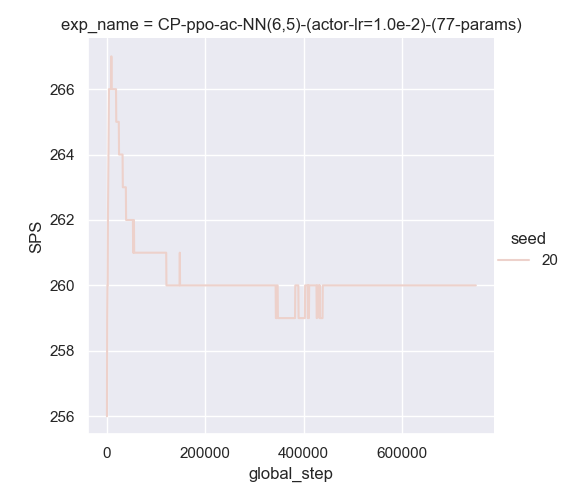 exp_name = CP-ppo-ac-NN(6,5)-(actor-lr=1.0e-2)-(77-params)
266
264
262
260
258
256
SPS
0 200000 400000 600000
global_step
seed
20